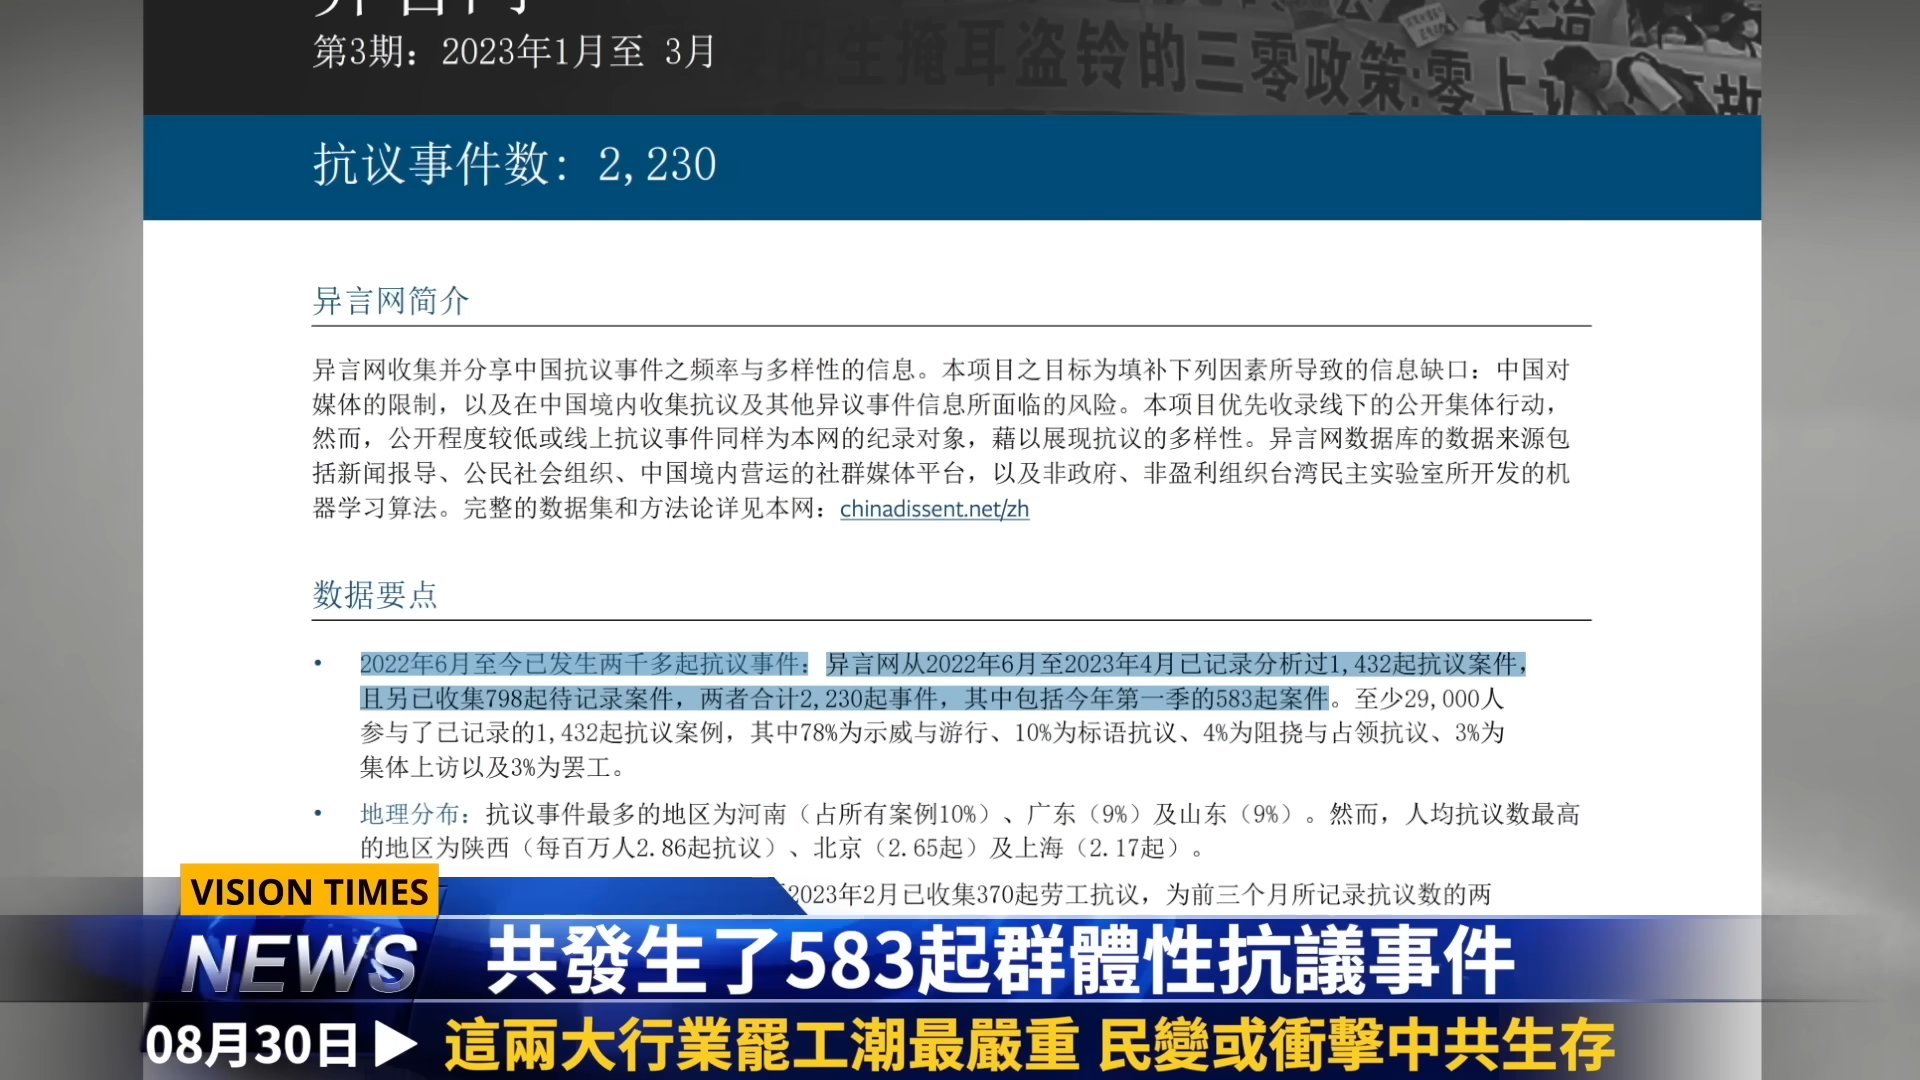 第3期：2023年1月至 3月
生掩耳盗铃的三零政策:零上访
抗议事件数: 2,230
异言网简介
异言网收集并分享中国抗议事件之频率与多样性的信息。本项目之目标为填补下列因素所导致的信息缺口：中国对
媒体的限制，以及在中国境内收集抗议及其他异议事件信息所面临的风险。本项目优先收录线下的公开集体行动，
然而，公开程度较低或线上抗议事件同样为本网的纪录对象，藉以展现抗议的多样性。异言网数据库的数据来源包
括新闻报导、公民社会组织、中国境内营运的社群媒体平台，以及非政府、非盈利组织台湾民主实验室所开发的机
器学习算法。完整的数据集和方法论详见本网：chinadissent.net/zh
数据要点
• 2022年6月至今已发生两千多起抗议事件：异言网从2022年6月至2023年4月已记录分析过1,432起抗议案件，
且另已收集798起待记录案件，两者合计2,230起事件，其中包括今年第一季的583起案件。至少29,000人
参与了已记录的1,432起抗议案例，其中78%为示威与游行、10%为标语抗议、4%为阻挠与占领抗议、3%为
集体上访以及3%为罢工。
• 地理分布：抗议事件最多的地区为河南（占所有案例10%）、广东（9%）及山东（9%）。然而，人均抗议数最高
的地区为陕西（每百万人2.86起抗议）、北京（2.65起）及上海（2.17起）。
2023年2月已收集370起劳工抗议，为前三个月所记录抗议数的两
VISION TIMES
NEWS
共發生了583起群體性抗議事件
08月30日
這兩大行業罷工潮最嚴重 民變或衝擊中共生存